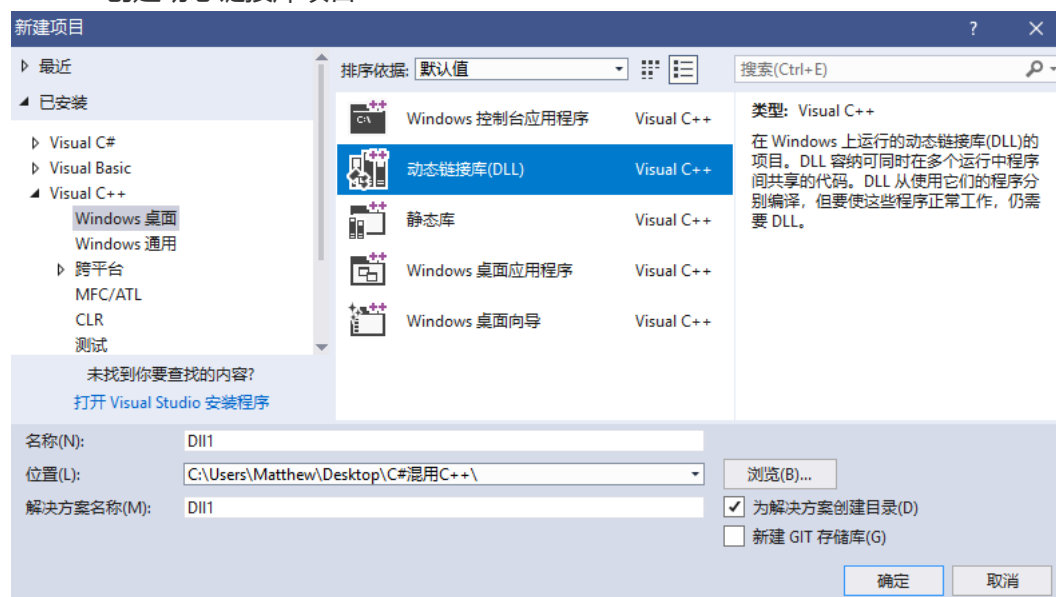 新建项目
?
最近
已安装
Visual C#
Visual Basic
Visual C++
Windows 桌面
Windows 通用
跨平台
MFC/ATL
CLR
测试
未找到你要查找的内容?
打开 Visual Studio 安装程序
排序依据: 默认值
Windows 控制台应用程序 Visual C++
动态链接库(DLL) Visual C++
静态库 Visual C++
Windows 桌面应用程序 Visual C++
Windows 桌面向导 Visual C++
搜索(Ctrl+E)
类型: Visual C++
在 Windows 上运行的动态链接库(DLL)的
项目。DLL 容纳可同时在多个运行中程序
间共享的代码。DLL 从使用它们的程序分
别编译，但要使这些程序正常工作，仍需
要 DLL。
名称(N): Dll1
位置(L): C:\Users\Matthew\Desktop\C#混用C++\ 浏览(B)...
解决方案名称(M): Dll1
为解决方案创建目录(D)
新建 GIT 存储库(G)
确定 取消